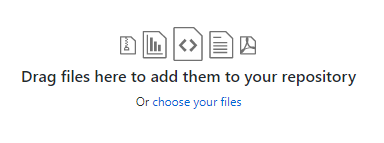 Drag files here to add them to your repository
Or choose your files